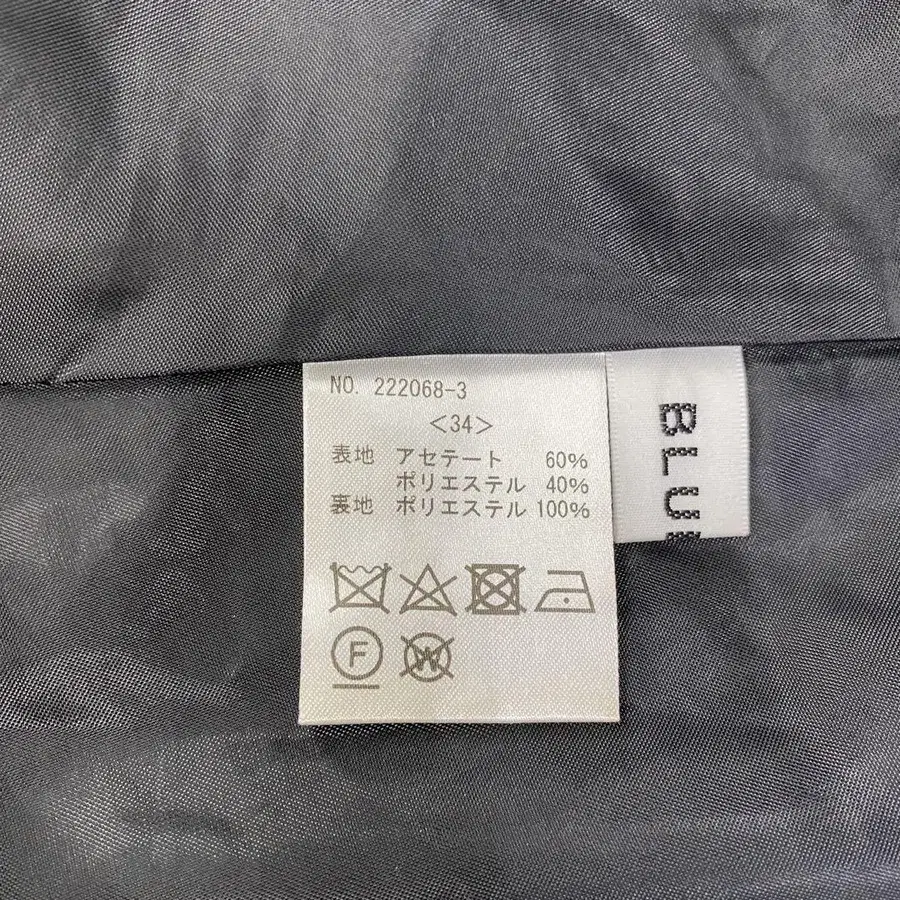 NO. 222068-3
<34>
表地 アセテート 60%
ポリエステル 40%
裏地 ポリエステル 100%
F
W
BLU